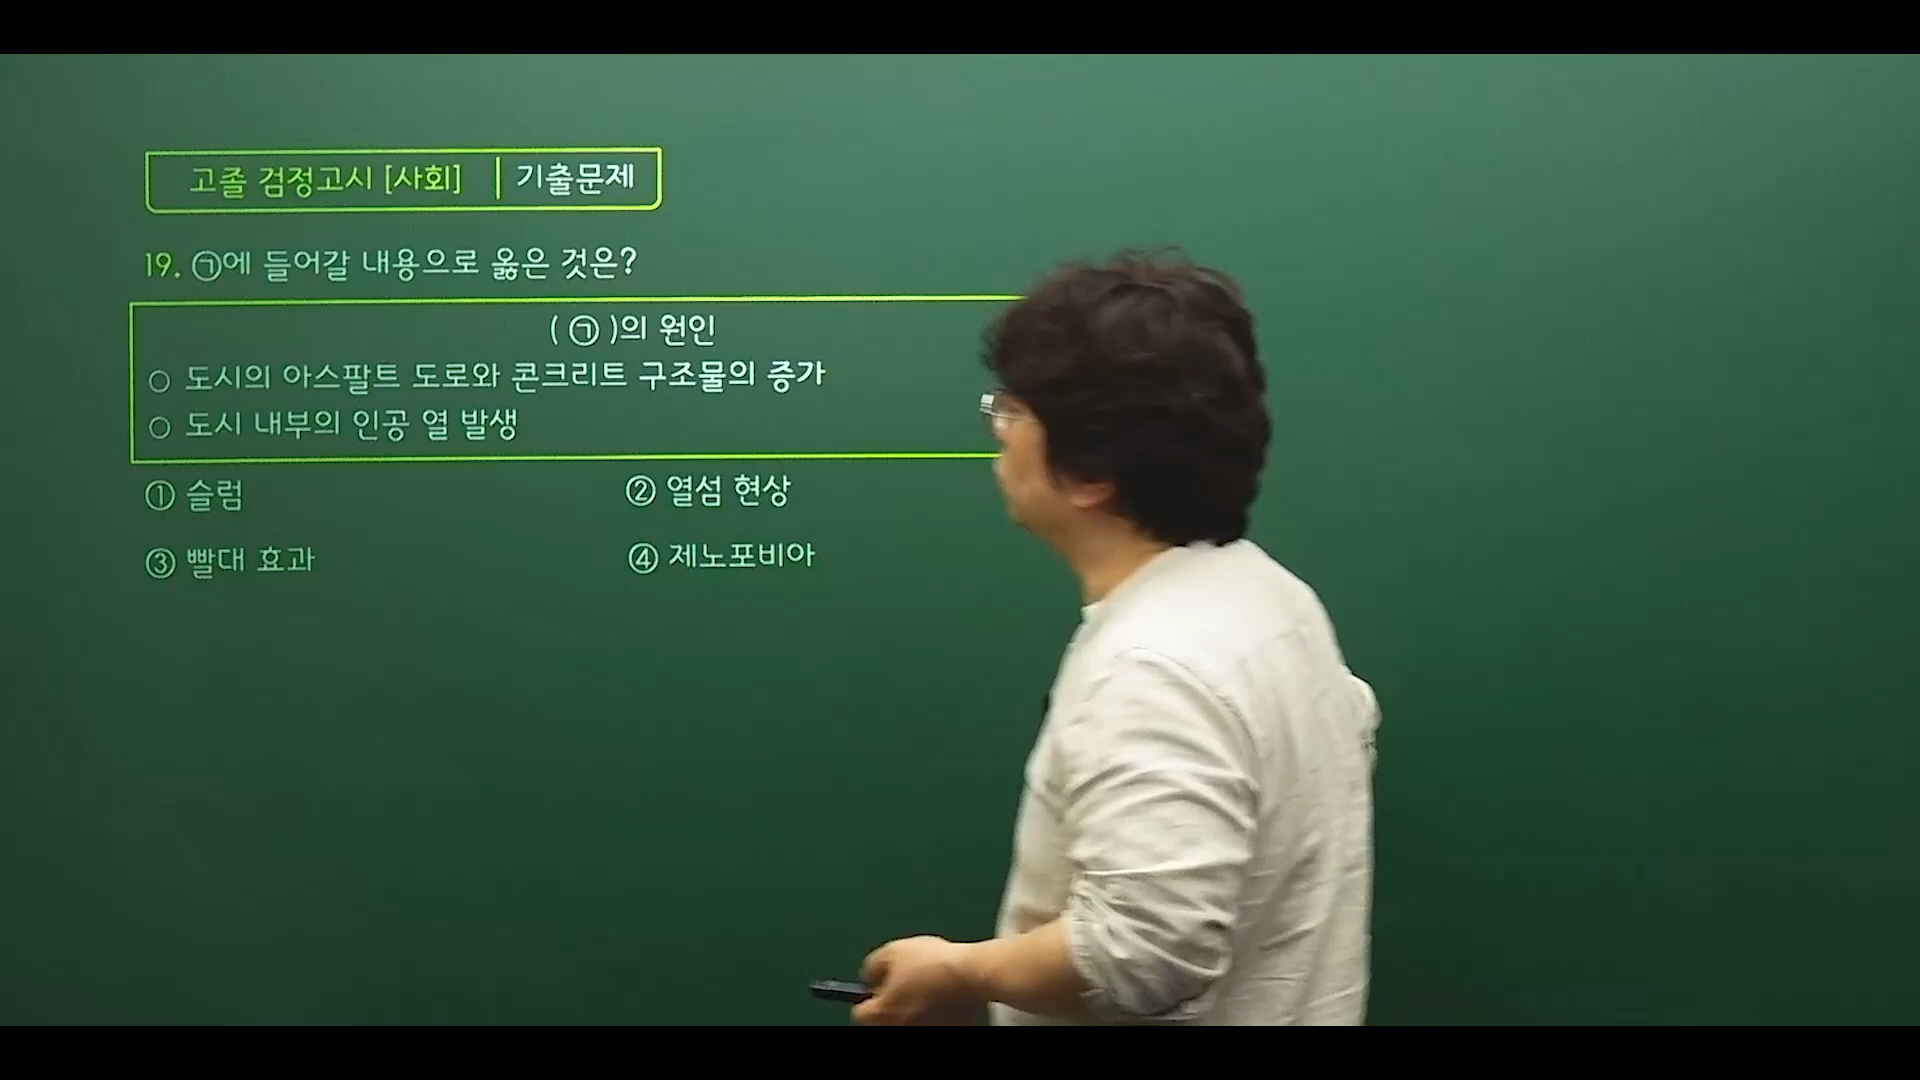 고졸 검정고시 [사회] 기출문제
19. ㉠에 들어갈 내용으로 옳은 것은?
( ㉠ )의 원인
○ 도시의 아스팔트 도로와 콘크리트 구조물의 증가
○ 도시 내부의 인공 열 발생
① 슬럼 ② 열섬 현상
③ 빨대 효과 ④ 제노포비아